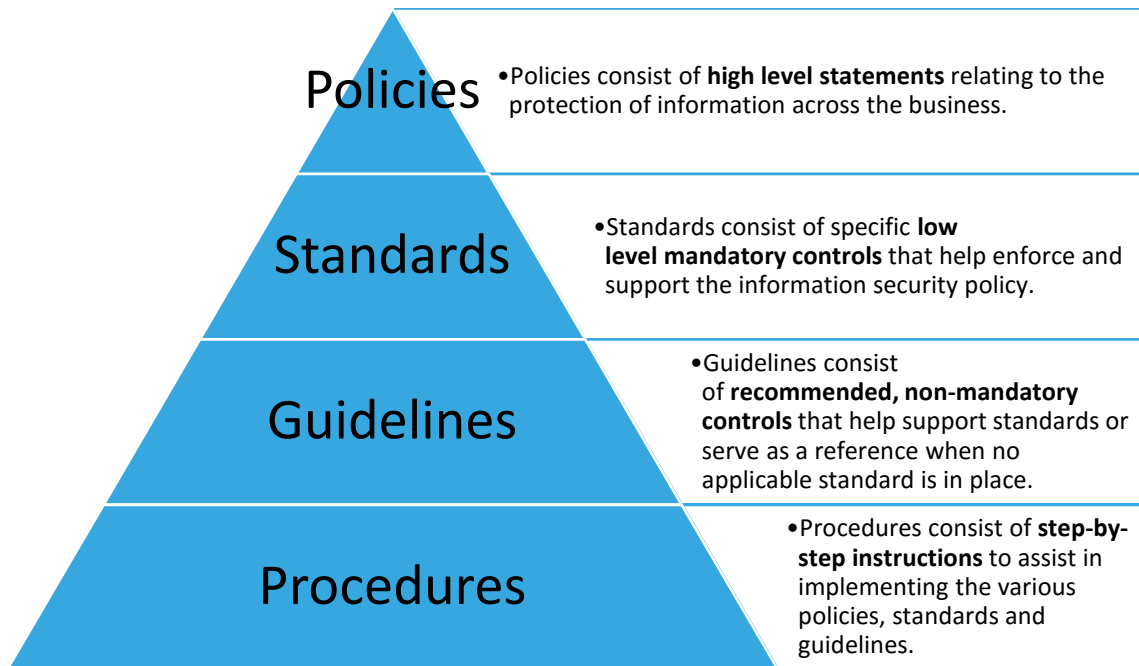 Policies
•Policies consist of high level statements relating to the
protection of information across the business.
Standards
•Standards consist of specific low
level mandatory controls that help enforce and
support the information security policy.
Guidelines
•Guidelines consist
of recommended, non-mandatory
controls that help support standards or
serve as a reference when no
applicable standard is in place.
Procedures
•Procedures consist of step-by-
step instructions to assist in
implementing the various
policies, standards and
guidelines.